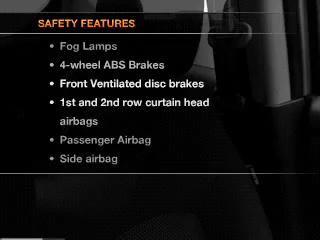 SAFETY FEATURES
• Fog Lamps
• 4-wheel ABS Brakes
• Front Ventilated disc brakes
• 1st and 2nd row curtain head
airbags
• Passenger Airbag
• Side airbag